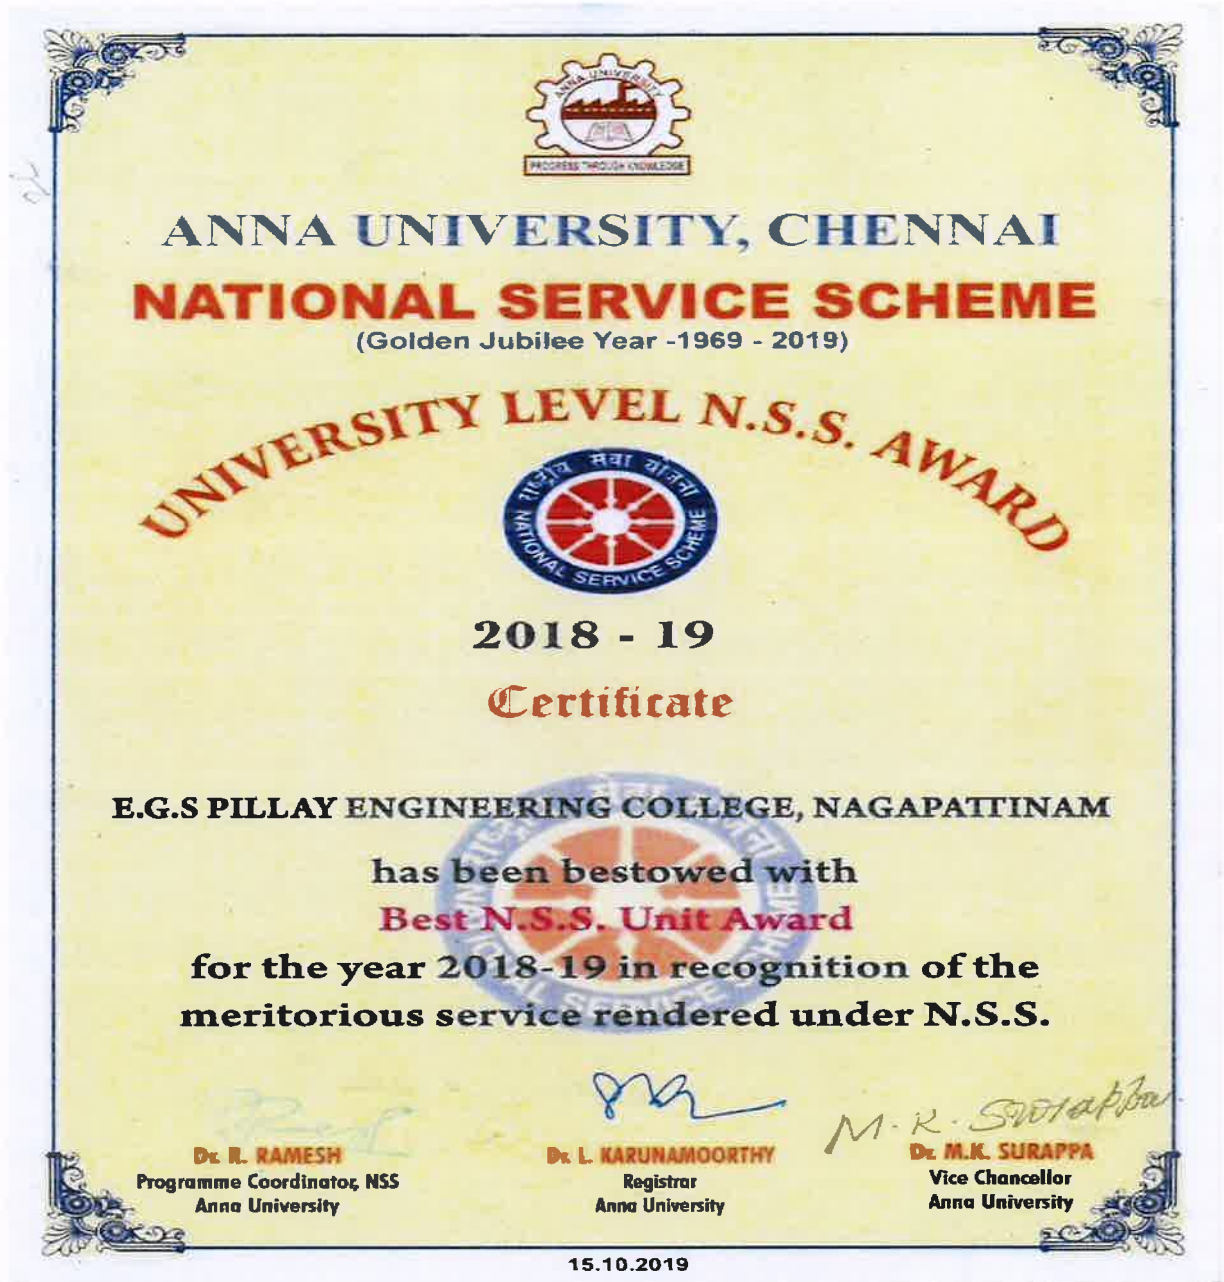 ANNA UNIVERSITY
PROGRESS THROUGH KNOWLEDGE
ANNA UNIVERSITY, CHENNAI
NATIONAL SERVICE SCHEME
(Golden Jubilee Year -1969 - 2019)
UNIVERSITY LEVEL N.S.S. AWARD
राष्ट्रीय सेवा योजना
NATIONAL SERVICE SCHEME
2018 - 19
Certificate
E.G.S PILLAY ENGINEERING COLLEGE, NAGAPATTINAM
has been bestowed with
Best N.S.S. Unit Award
for the year 2018-19 in recognition of the
meritorious service rendered under N.S.S.
M. K. Surappa
Dr. R. RAMESH
Programme Coordinator, NSS
Anna University
Dr. L. KARUNAMOORTHY
Registrar
Anna University
Dr. M.K. SURAPPA
Vice Chancellor
Anna University
15.10.2019